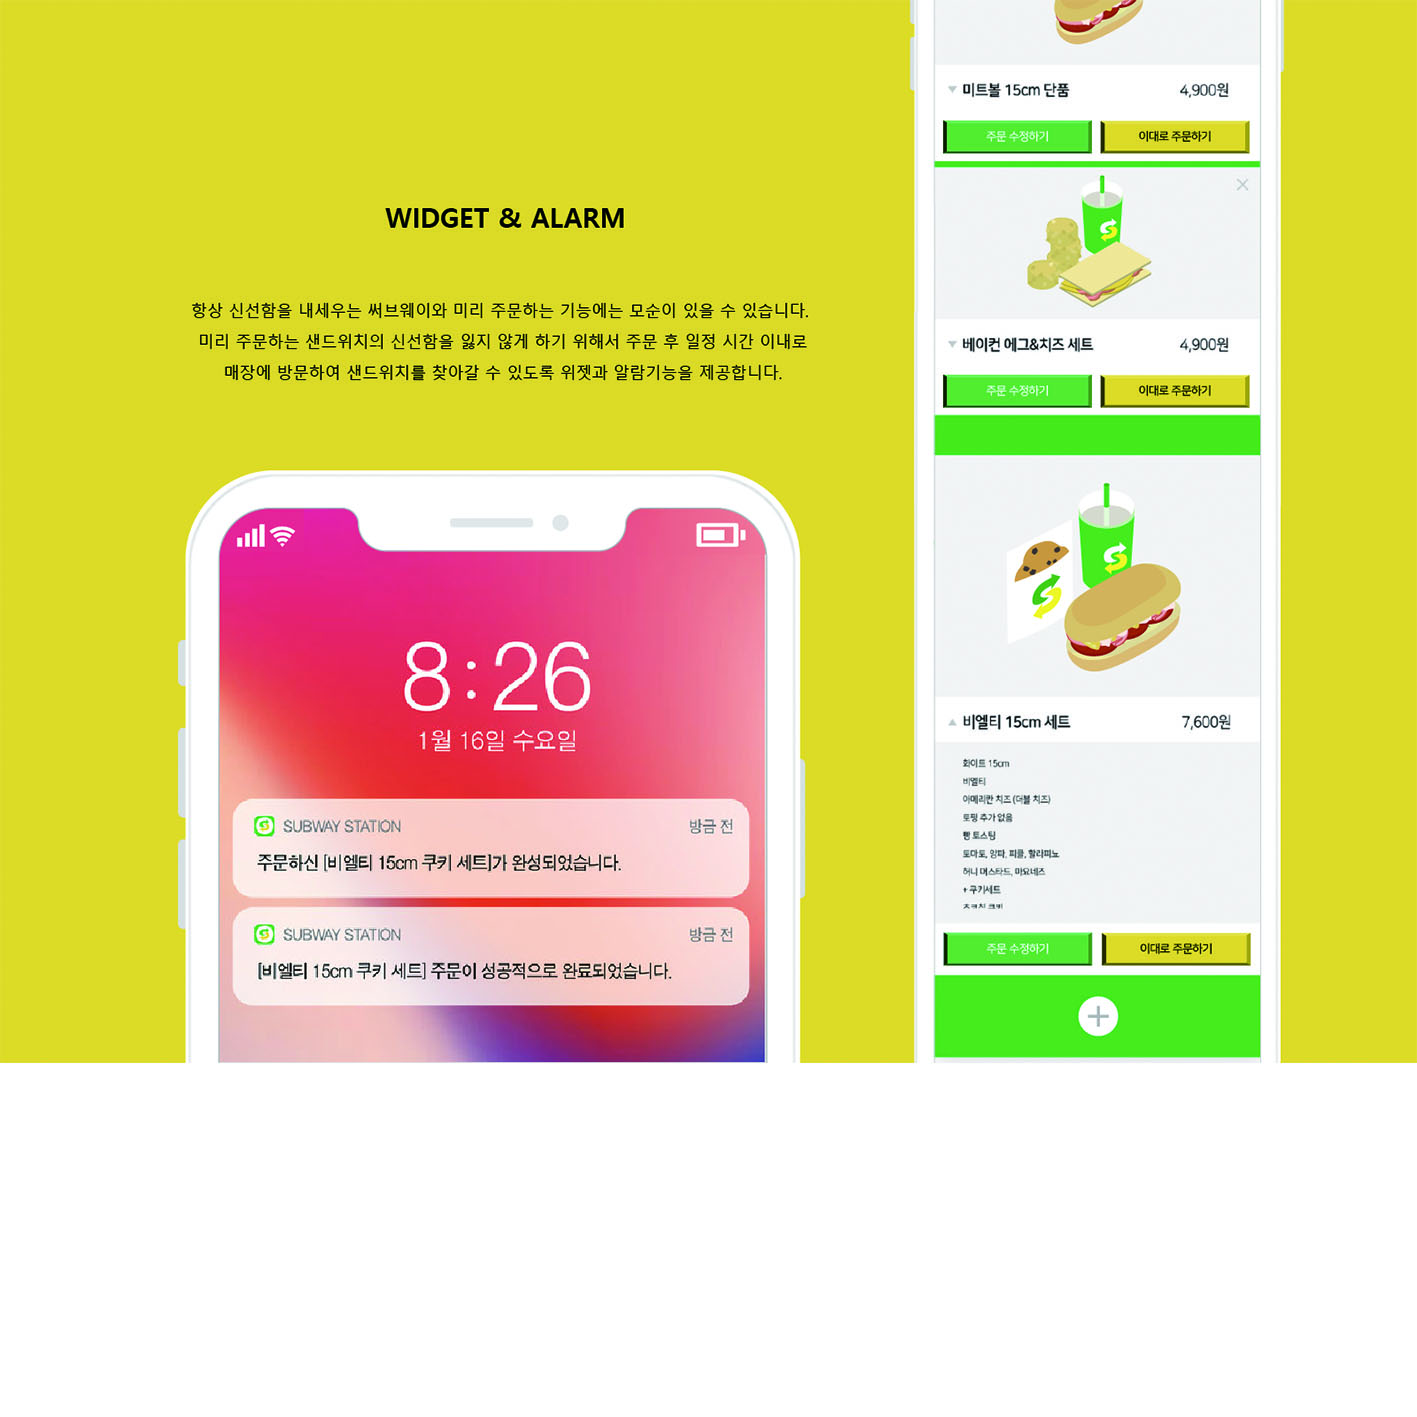 WIDGET & ALARM
항상 신선함을 내세우는 써브웨이와 미리 주문하는 기능에는 모순이 있을 수 있습니다.
미리 주문하는 샌드위치의 신선함을 잃지 않게 하기 위해서 주문 후 일정 시간 이내로
매장에 방문하여 샌드위치를 찾아갈 수 있도록 위젯과 알람기능을 제공합니다.
8:26
1월 16일 수요일
SUBWAY STATION 방금 전
주문하신 [비엘티 15cm 쿠키 세트]가 완성되었습니다.
SUBWAY STATION 방금 전
[비엘티 15cm 쿠키 세트] 주문이 성공적으로 완료되었습니다.
미트볼 15cm 단품 4,900원
주문 수정하기 이대로 주문하기
베이컨 에그&치즈 세트 4,900원
주문 수정하기 이대로 주문하기
비엘티 15cm 세트 7,600원
화이트 15cm
비엘티
아메리칸 치즈 (더블 치즈)
토핑 추가 없음
빵 토스팅
토마토, 양파, 피클, 할라피뇨
허니 머스타드, 마요네즈
+ 쿠키세트
주문 수정하기 이대로 주문하기